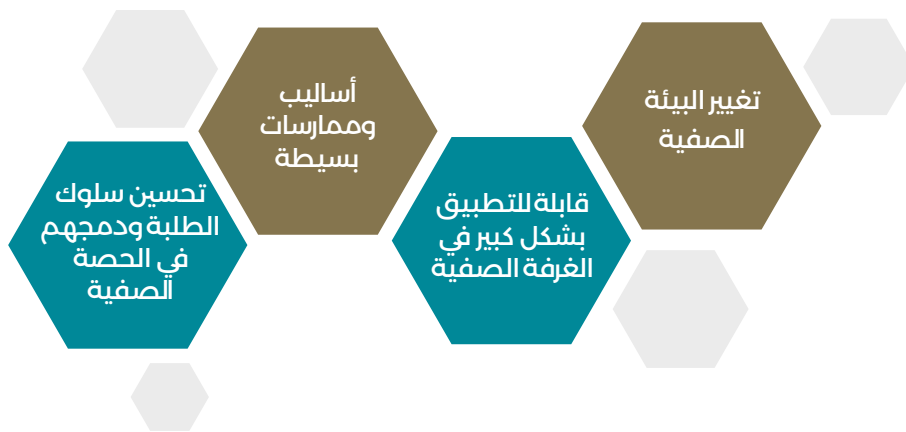 تغيير البيئة
الصفية
قابلة للتطبيق
بشكل كبير في
الغرفة الصفية
أساليب
وممارسات
بسيطة
تحسين سلوك
الطلبة ودمجهم
في الحصة
الصفية